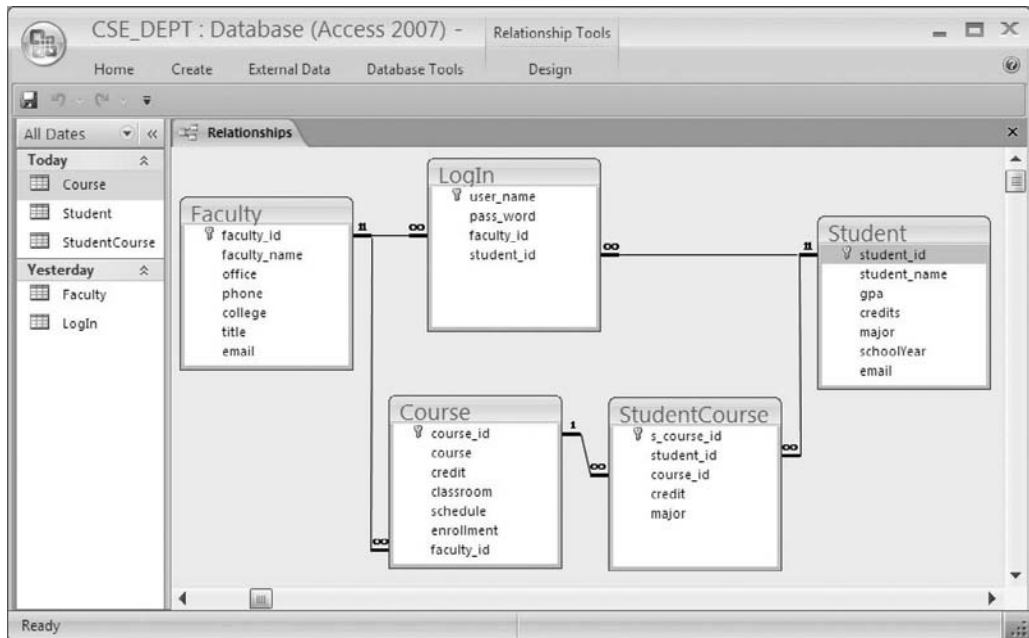 CSE_DEPT : Database (Access 2007) -
Relationship Tools
Home Create External Data Database Tools Design
All Dates «
Relationships
Today
Course
Student
StudentCourse
Yesterday
Faculty
LogIn
Faculty
faculty_id
faculty_name
office
phone
college
title
email
1 1
∞
LogIn
user_name
pass_word
faculty_id
student_id
∞
1 1
Student
student_id
student_name
gpa
credits
major
schoolYear
email
Course
course_id
course
credit
classroom
schedule
enrollment
faculty_id
∞
1
∞
StudentCourse
s_course_id
student_id
course_id
credit
major
∞
Ready